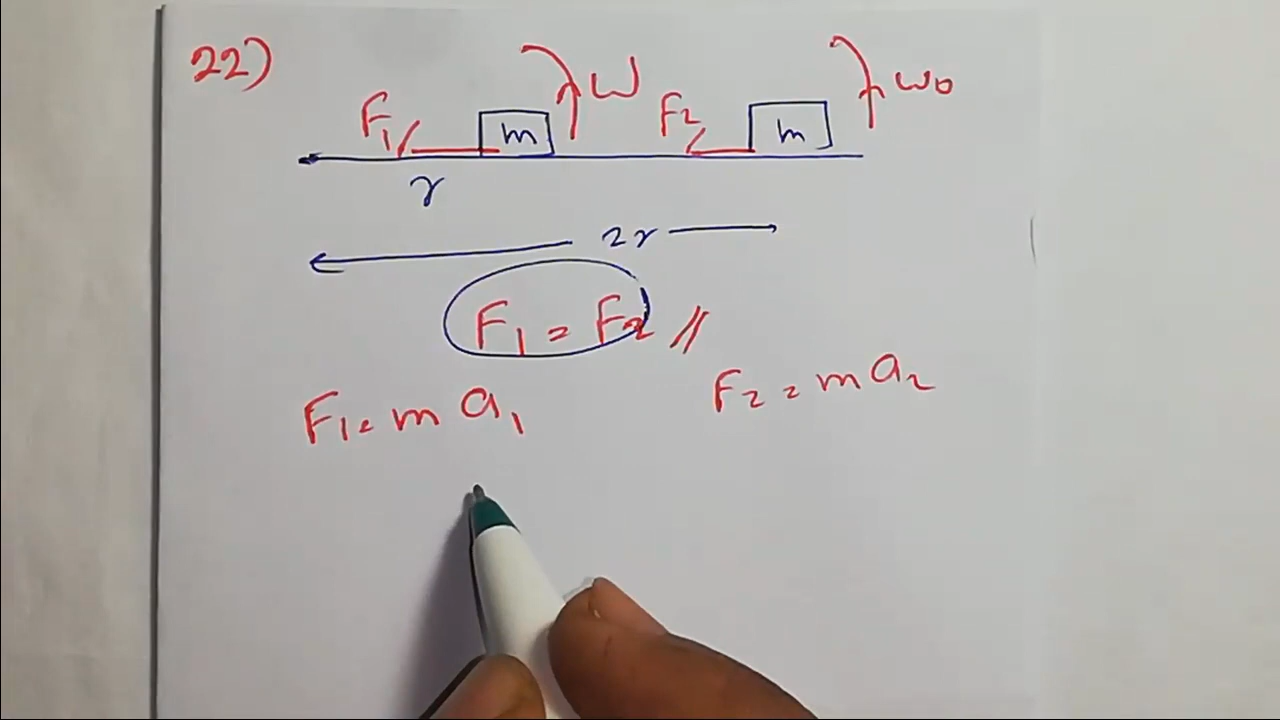 22)
F₁ m ω F₂ m ω₀
r
2r
F₁ = F₂ //
F₁ = m a₁ F₂ = m a₂